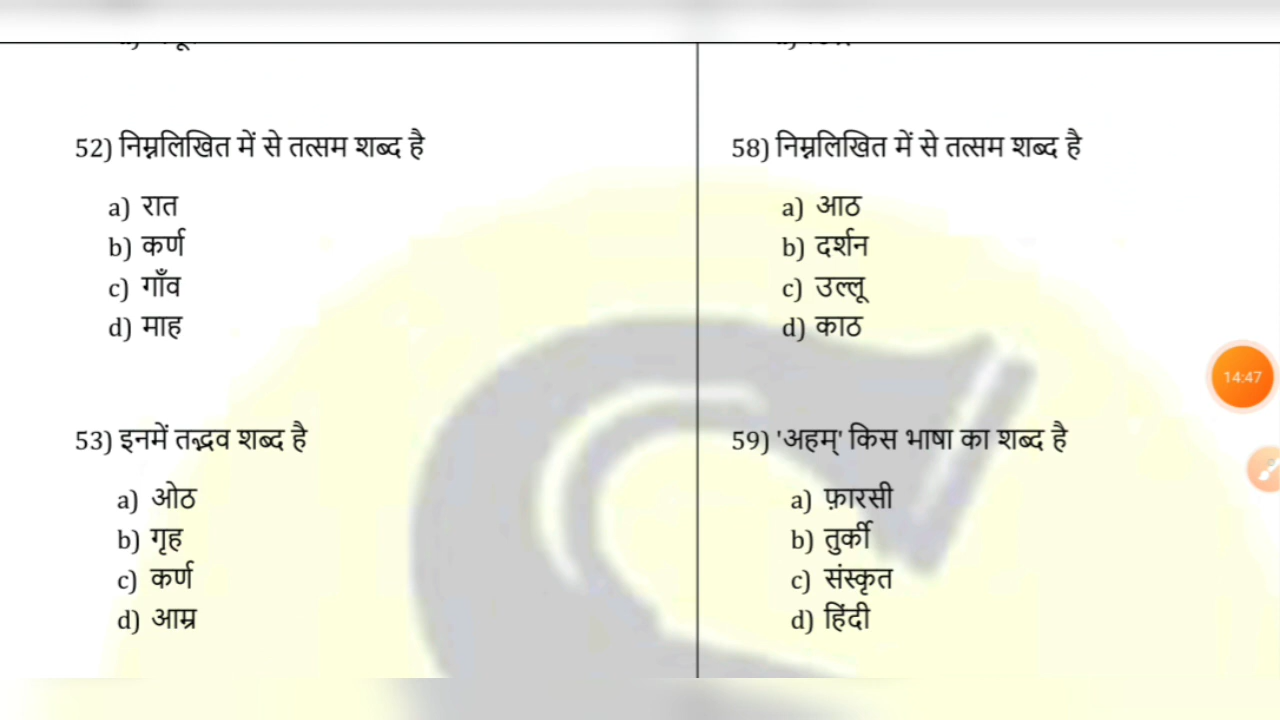 52) निम्नलिखित में से तत्सम शब्द है
a) रात
b) कर्ण
c) गाँव
d) माह
53) इनमें तद्भव शब्द है
a) ओठ
b) गृह
c) कर्ण
d) आम्र
58) निम्नलिखित में से तत्सम शब्द है
a) आठ
b) दर्शन
c) उल्लू
d) काठ
59) 'अहम्' किस भाषा का शब्द है
a) फ़ारसी
b) तुर्की
c) संस्कृत
d) हिंदी
14:47